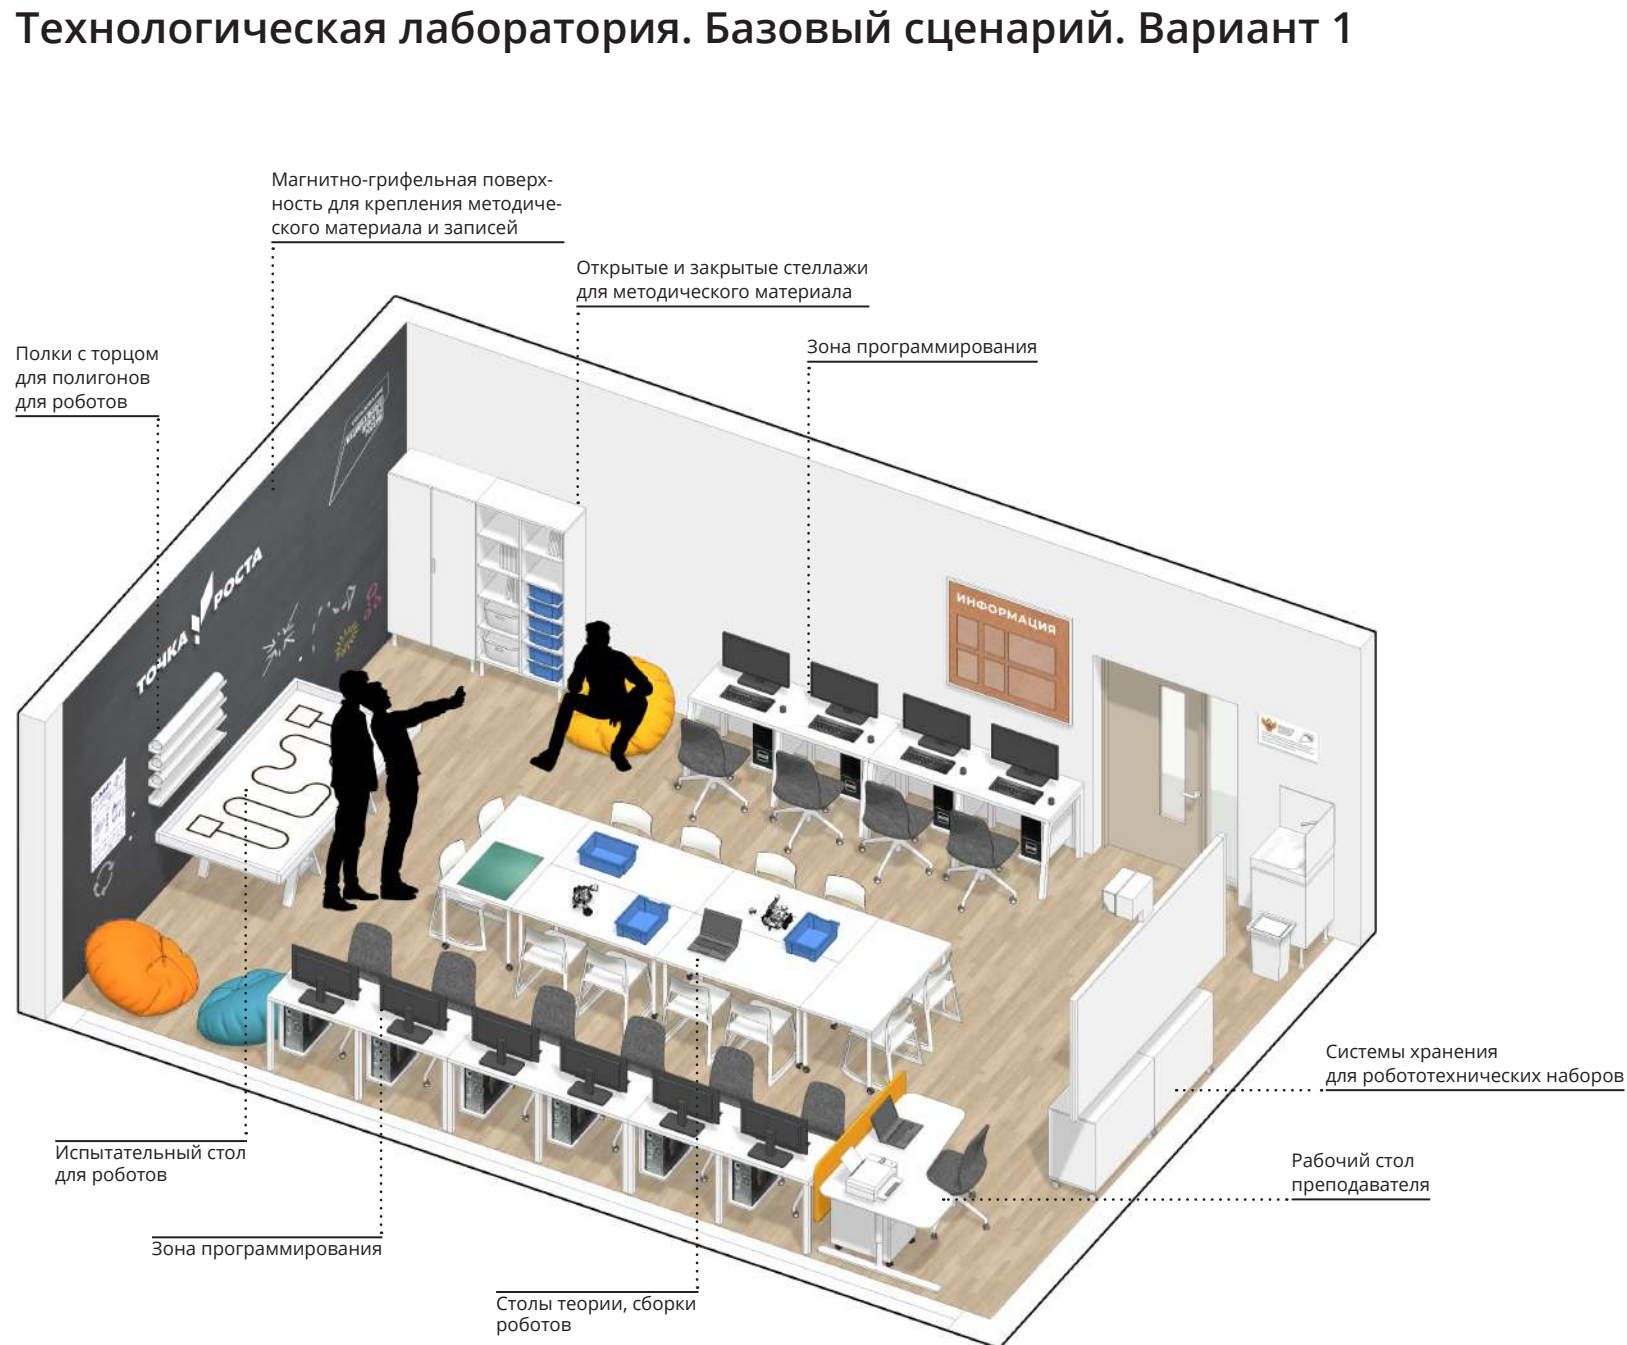 Технологическая лаборатория. Базовый сценарий. Вариант 1
Магнитно-грифельная поверх-
ность для крепления методиче-
ского материала и записей
Открытые и закрытые стеллажи
для методического материала
Зона программирования
Полки с торцом
для полигонов
для роботов
ТОЧКА РОСТА
ИНФОРМАЦИЯ
Системы хранения
для робототехнических наборов
Испытательный стол
для роботов
Рабочий стол
преподавателя
Зона программирования
Столы теории, сборки
роботов